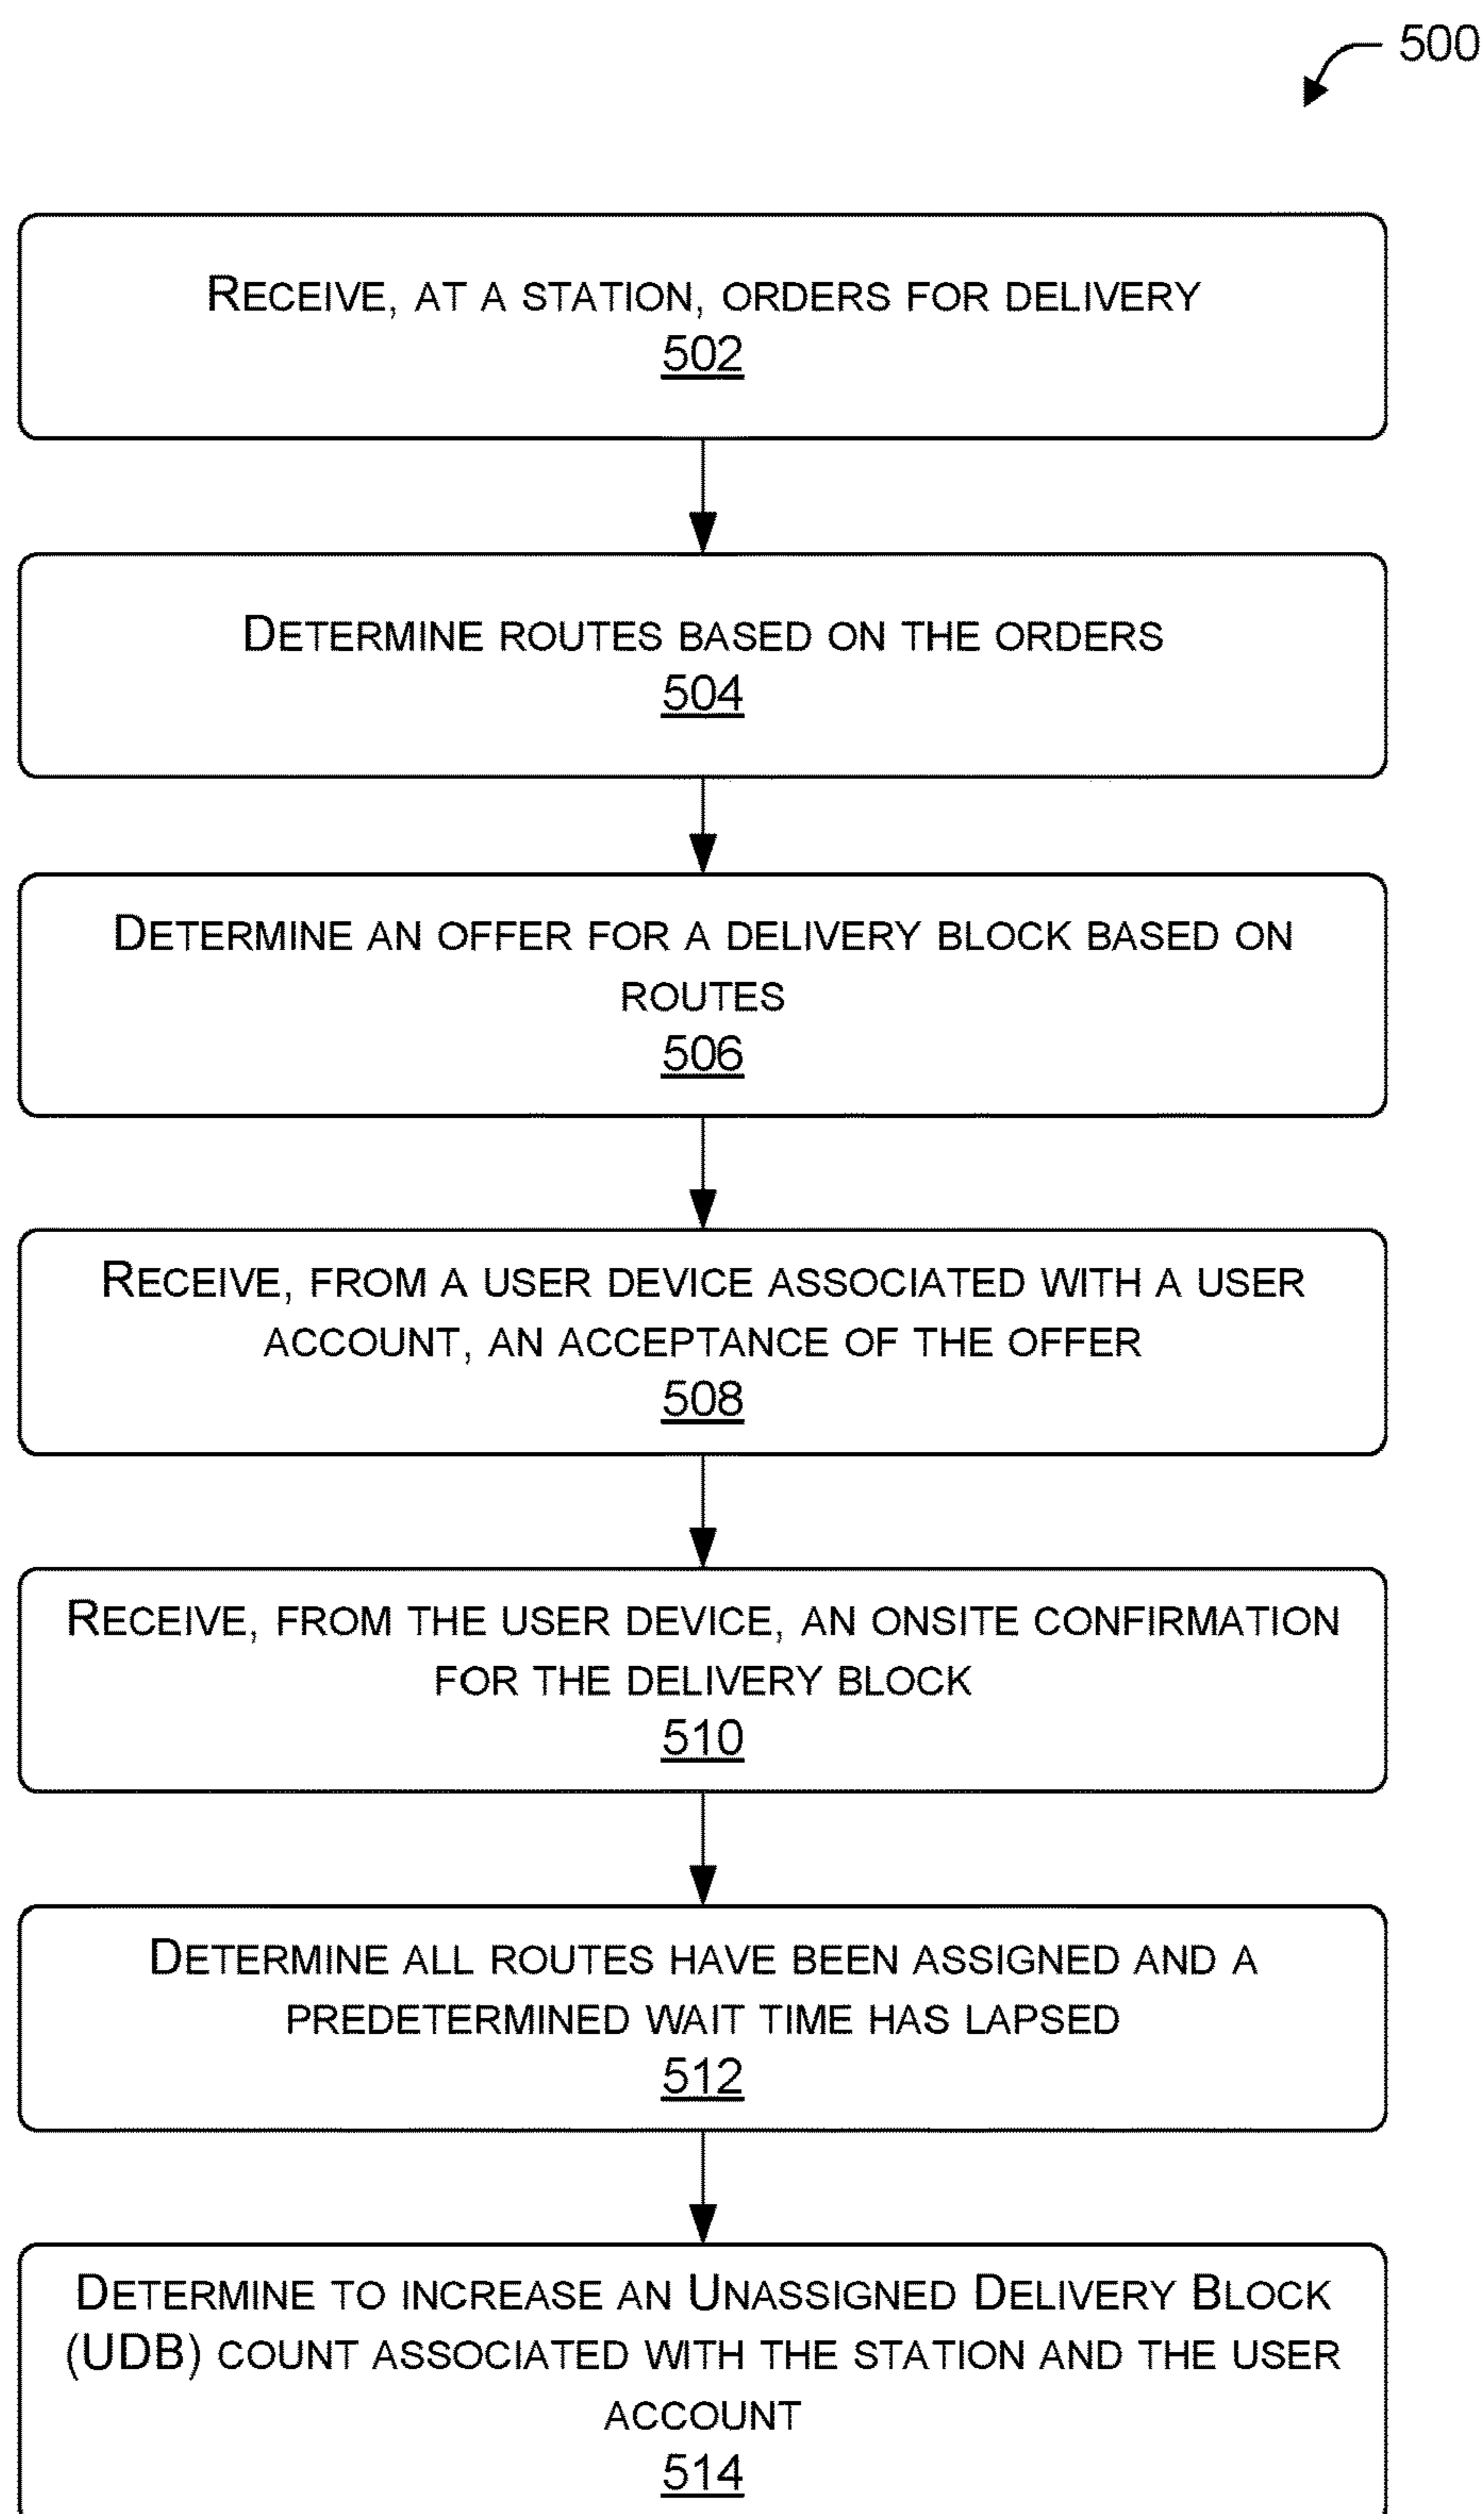 500
RECEIVE, AT A STATION, ORDERS FOR DELIVERY
502
DETERMINE ROUTES BASED ON THE ORDERS
504
DETERMINE AN OFFER FOR A DELIVERY BLOCK BASED ON
ROUTES
506
RECEIVE, FROM A USER DEVICE ASSOCIATED WITH A USER
ACCOUNT, AN ACCEPTANCE OF THE OFFER
508
RECEIVE, FROM THE USER DEVICE, AN ONSITE CONFIRMATION
FOR THE DELIVERY BLOCK
510
DETERMINE ALL ROUTES HAVE BEEN ASSIGNED AND A
PREDETERMINED WAIT TIME HAS LAPSED
512
DETERMINE TO INCREASE AN UNASSIGNED DELIVERY BLOCK
(UDB) COUNT ASSOCIATED WITH THE STATION AND THE USER
ACCOUNT
514